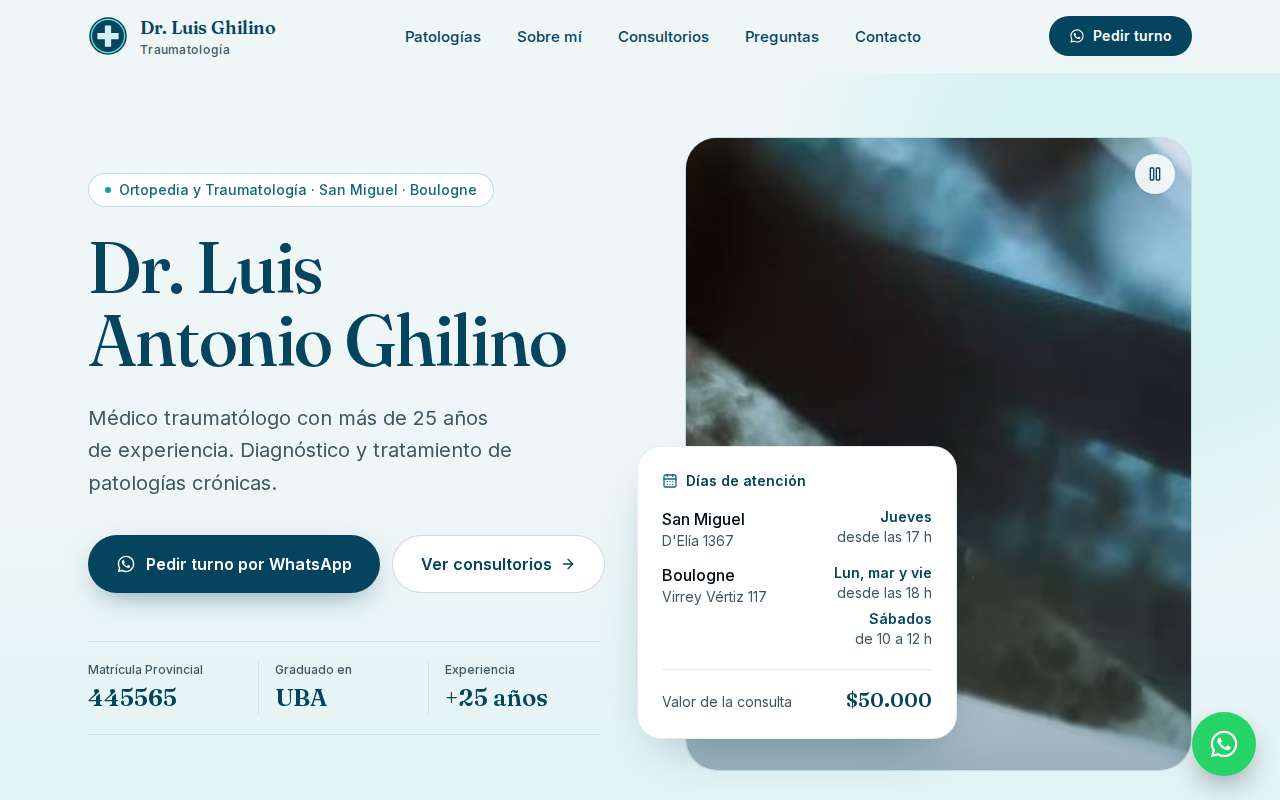 Dr. Luis Ghilino
Traumatología
Patologías
Sobre mí
Consultorios
Preguntas
Contacto
Pedir turno
Ortopedia y Traumatología · San Miguel · Boulogne
Dr. Luis
Antonio Ghilino
Médico traumatólogo con más de 25 años
de experiencia. Diagnóstico y tratamiento de
patologías crónicas.
Pedir turno por WhatsApp
Ver consultorios
Matrícula Provincial
445565
Graduado en
UBA
Experiencia
+25 años
Días de atención
San Miguel
D'Elía 1367
Jueves
desde las 17 h
Boulogne
Virrey Vértiz 117
Lun, mar y vie
desde las 18 h
Sábados
de 10 a 12 h
Valor de la consulta
$50.000